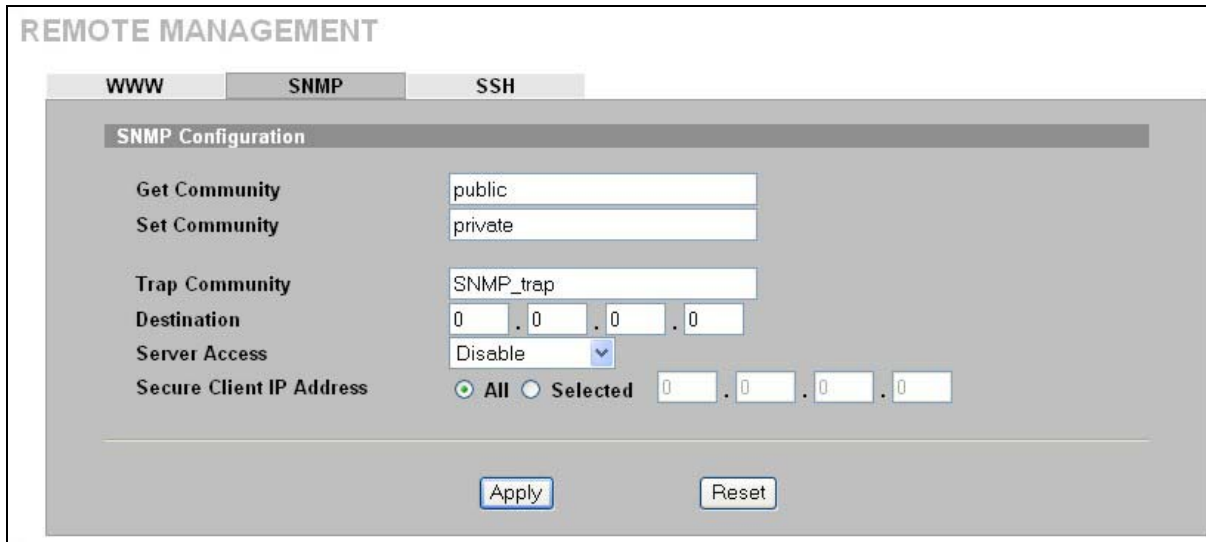 REMOTE MANAGEMENT
WWW SNMP SSH
SNMP Configuration
Get Community public
Set Community private
Trap Community SNMP_trap
Destination 0 . 0 . 0 . 0
Server Access Disable
Secure Client IP Address All Selected 0 . 0 . 0 . 0
Apply Reset